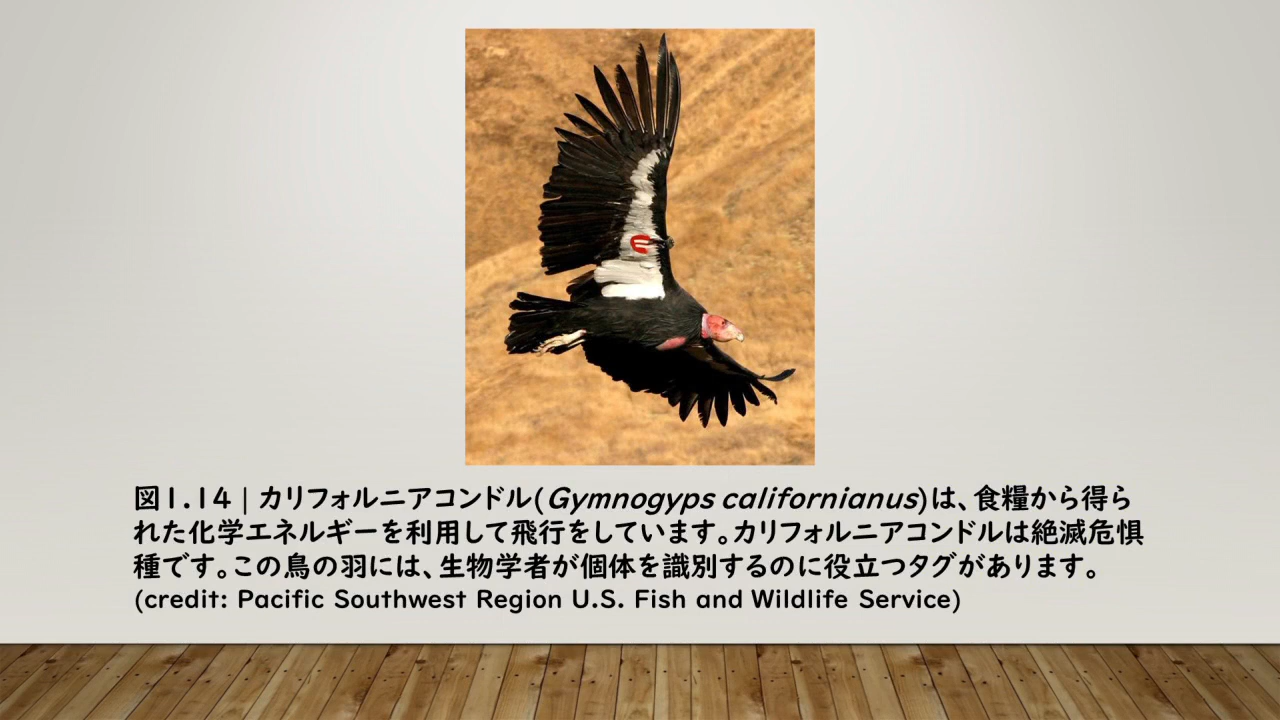 図1.14 | カリフォルニアコンドル(Gymnogyps californianus)は、食糧から得ら
れた化学エネルギーを利用して飛行をしています。カリフォルニアコンドルは絶滅危惧
種です。この鳥の羽には、生物学者が個体を識別するのに役立つタグがあります。
(credit: Pacific Southwest Region U.S. Fish and Wildlife Service)